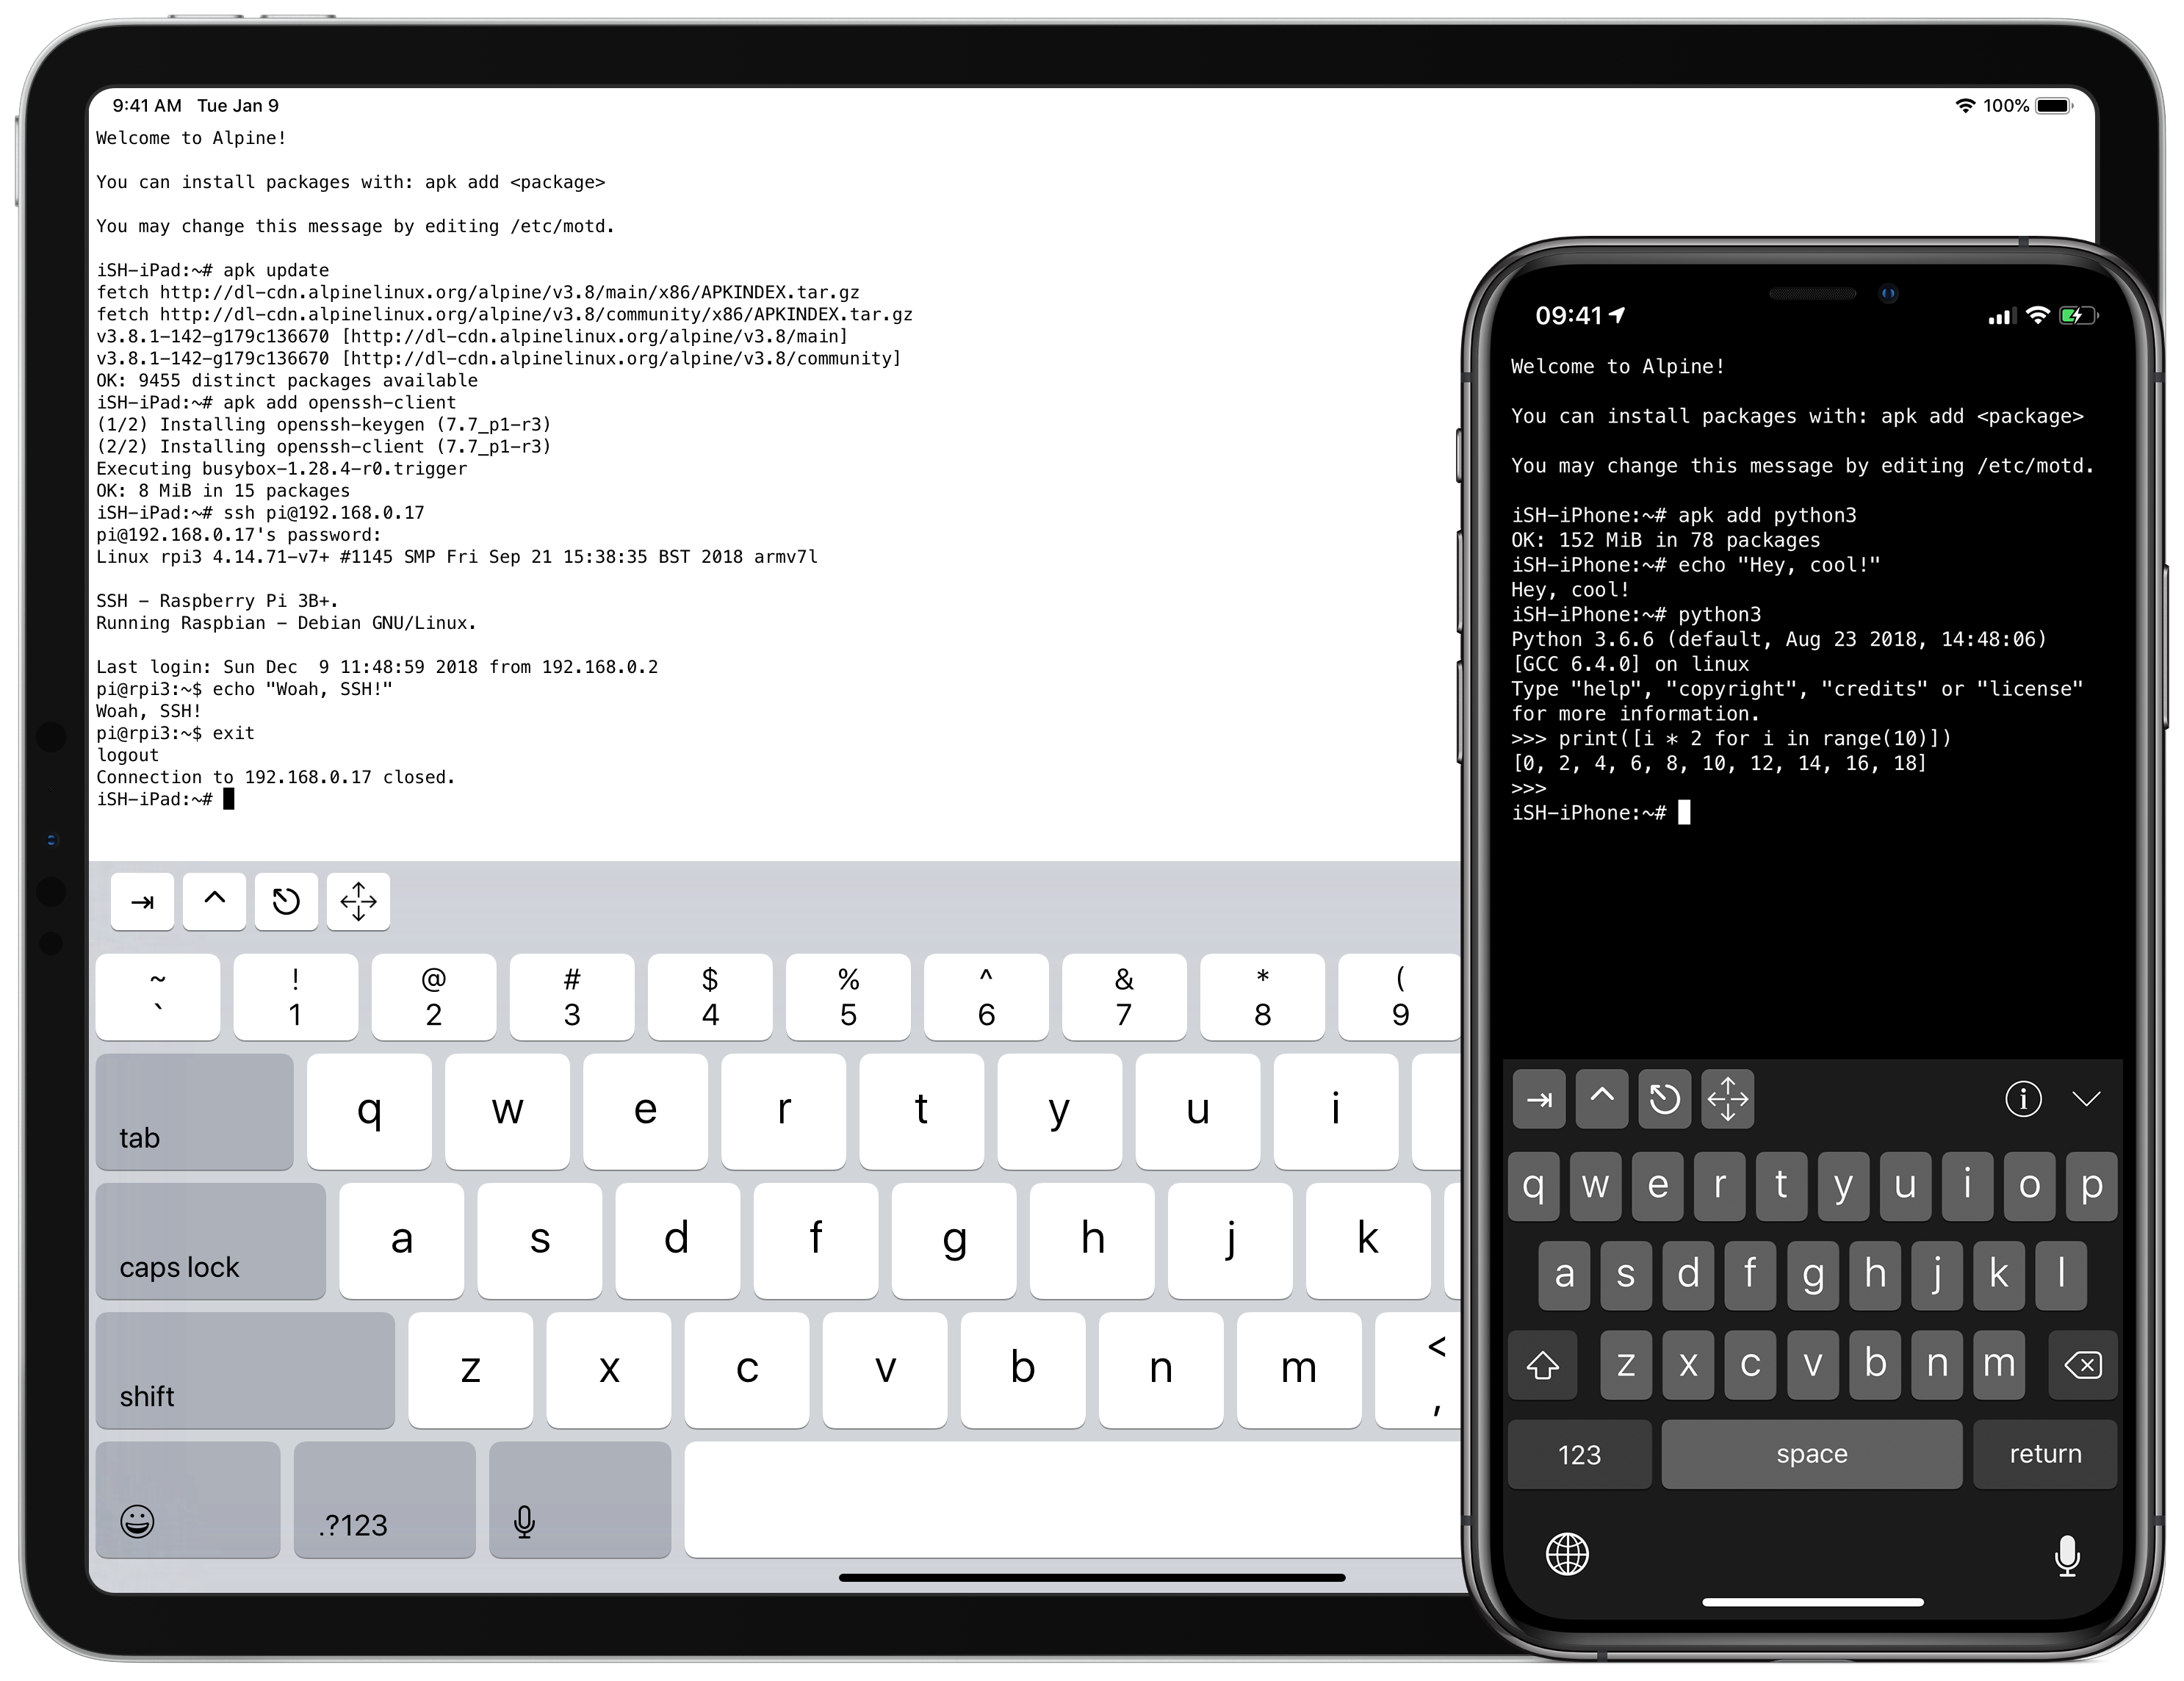 9:41 AM Tue Jan 9
100%
Welcome to Alpine!
You can install packages with: apk add <package>
You may change this message by editing /etc/motd.
iSH-iPad:~# apk update
fetch http://dl-cdn.alpinelinux.org/alpine/v3.8/main/x86/APKINDEX.tar.gz
fetch http://dl-cdn.alpinelinux.org/alpine/v3.8/community/x86/APKINDEX.tar.gz
v3.8.1-142-g179c136670 [http://dl-cdn.alpinelinux.org/alpine/v3.8/main]
v3.8.1-142-g179c136670 [http://dl-cdn.alpinelinux.org/alpine/v3.8/community]
OK: 9455 distinct packages available
iSH-iPad:~# apk add openssh-client
(1/2) Installing openssh-keygen (7.7_p1-r3)
(2/2) Installing openssh-client (7.7_p1-r3)
Executing busybox-1.28.4-r0.trigger
OK: 8 MiB in 15 packages
iSH-iPad:~# ssh pi@192.168.0.17
pi@192.168.0.17's password:
Linux rpi3 4.14.71-v7+ #1145 SMP Fri Sep 21 15:38:35 BST 2018 armv7l
SSH - Raspberry Pi 3B+.
Running Raspbian - Debian GNU/Linux.
Last login: Sun Dec  9 11:48:59 2018 from 192.168.0.2
pi@rpi3:~$ echo "Woah, SSH!"
Woah, SSH!
pi@rpi3:~$ exit
logout
Connection to 192.168.0.17 closed.
iSH-iPad:~#
~ ! @ # $ % ^ & * (
` 1 2 3 4 5 6 7 8 9
tab q w e r t y u i
caps lock a s d f g h j k
shift z x c v b n m < ,
.?123
09:41
Welcome to Alpine!
You can install packages with: apk add <package>
You may change this message by editing /etc/motd.
iSH-iPhone:~# apk add python3
OK: 152 MiB in 78 packages
iSH-iPhone:~# echo "Hey, cool!"
Hey, cool!
iSH-iPhone:~# python3
Python 3.6.6 (default, Aug 23 2018, 14:48:06)
[GCC 6.4.0] on linux
Type "help", "copyright", "credits" or "license"
for more information.
>>> print([i * 2 for i in range(10)])
[0, 2, 4, 6, 8, 10, 12, 14, 16, 18]
>>>
iSH-iPhone:~#
q w e r t y u i o p
a s d f g h j k l
z x c v b n m
123 space return